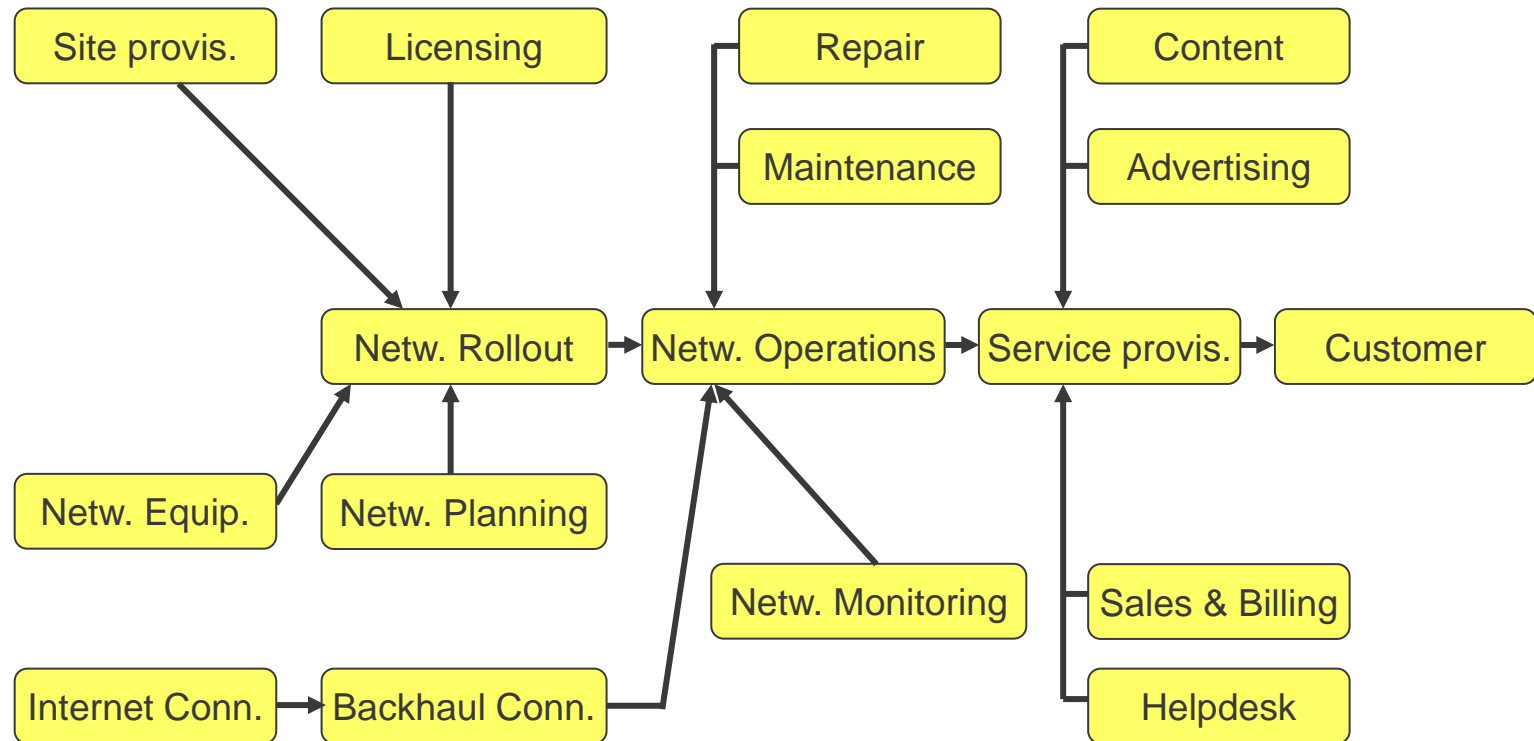 Site provis.
Licensing
Repair
Content
Maintenance
Advertising
Netw. Rollout
Netw. Operations
Service provis.
Customer
Netw. Equip.
Netw. Planning
Netw. Monitoring
Sales & Billing
Internet Conn.
Backhaul Conn.
Helpdesk